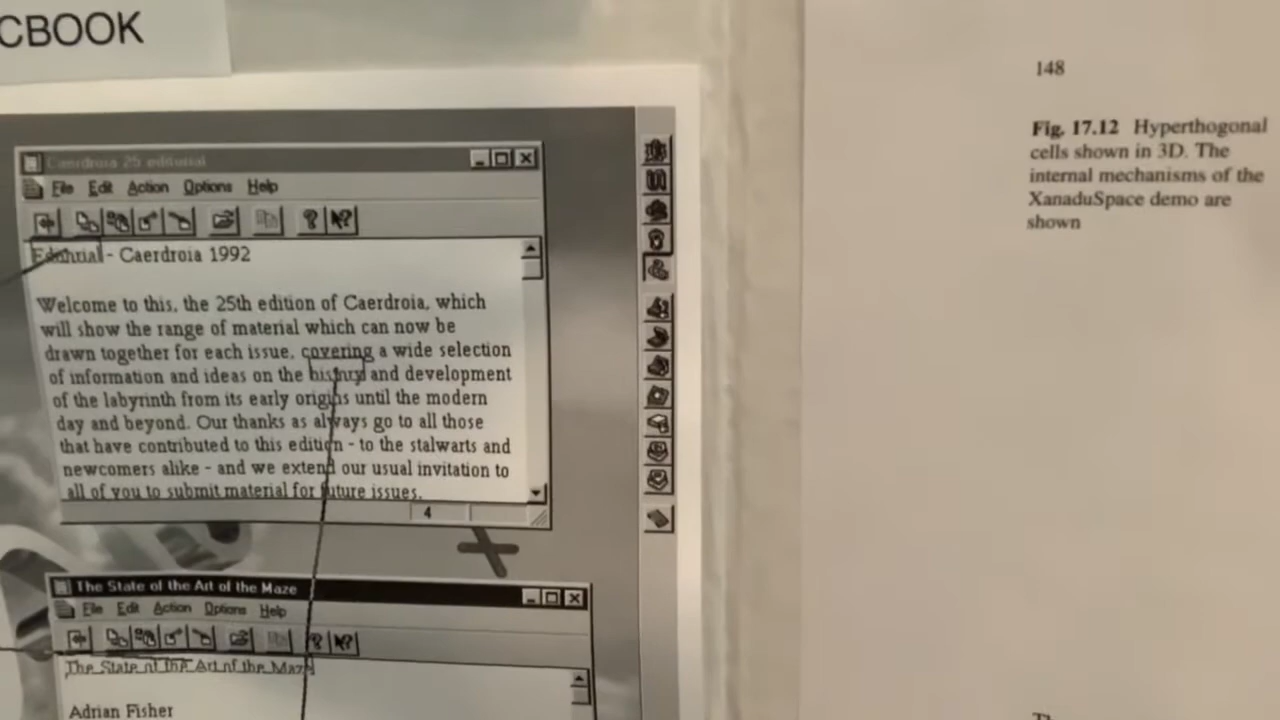 CBOOK
Caerdroia 25 editorial
File Edit Action Options Help
Editorial - Caerdroia 1992
Welcome to this, the 25th edition of Caerdroia, which
will show the range of material which can now be
drawn together for each issue, covering a wide selection
of information and ideas on the history and development
of the labyrinth from its early origins until the modern
day and beyond. Our thanks as always go to all those
that have contributed to this edition - to the stalwarts and
newcomers alike - and we extend our usual invitation to
all of you to submit material for future issues.
4
The State of the Art of the Maze
File Edit Action Options Help
The State of the Art of the Maze
Adrian Fisher
148
Fig. 17.12 Hyperthogonal
cells shown in 3D. The
internal mechanisms of the
XanaduSpace demo are
shown